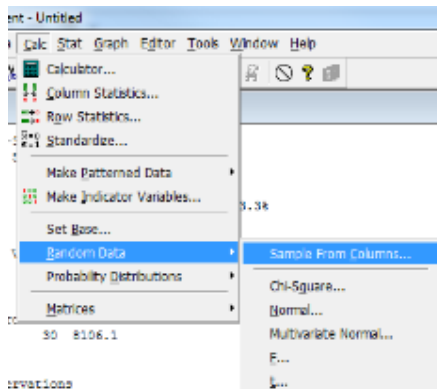 ent - Untitled
Calc Stat Graph Editor Tools Window Help
Calculator...
Column Statistics...
Row Statistics...
Standardize...
Make Patterned Data
Make Indicator Variables...
3.3%
Set Base...
Random Data
Sample From Columns...
Probability Distributions
Chi-Square...
Matrices
Normal...
30 8106.1
Multivariate Normal...
F...
ervations
t...